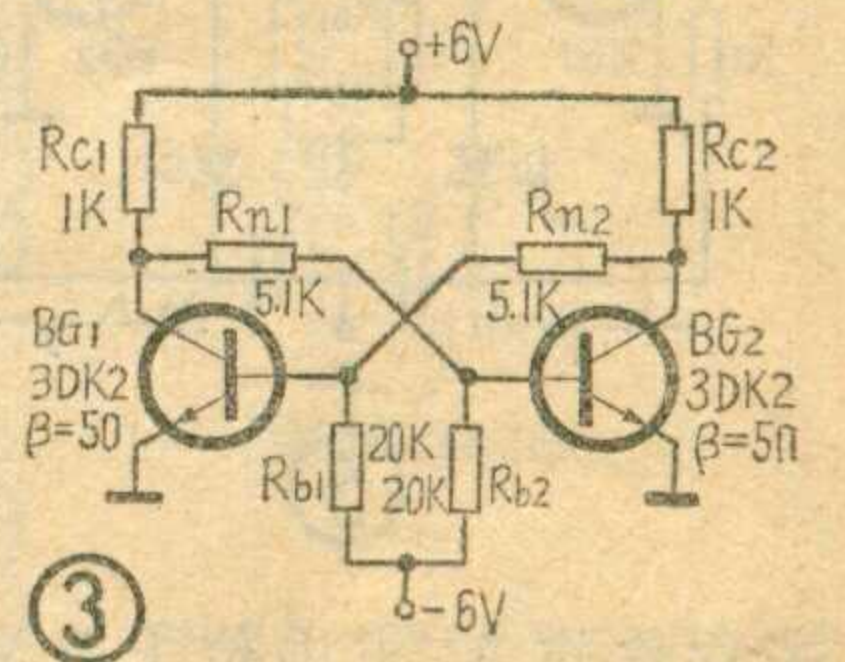 +6V
Rc1
1K
Rn1
5.1K
Rn2
5.1K
Rc2
1K
BG1
3DK2
β=50
BG2
3DK2
β=50
20K
Rb1
20K
Rb2
-6V
3